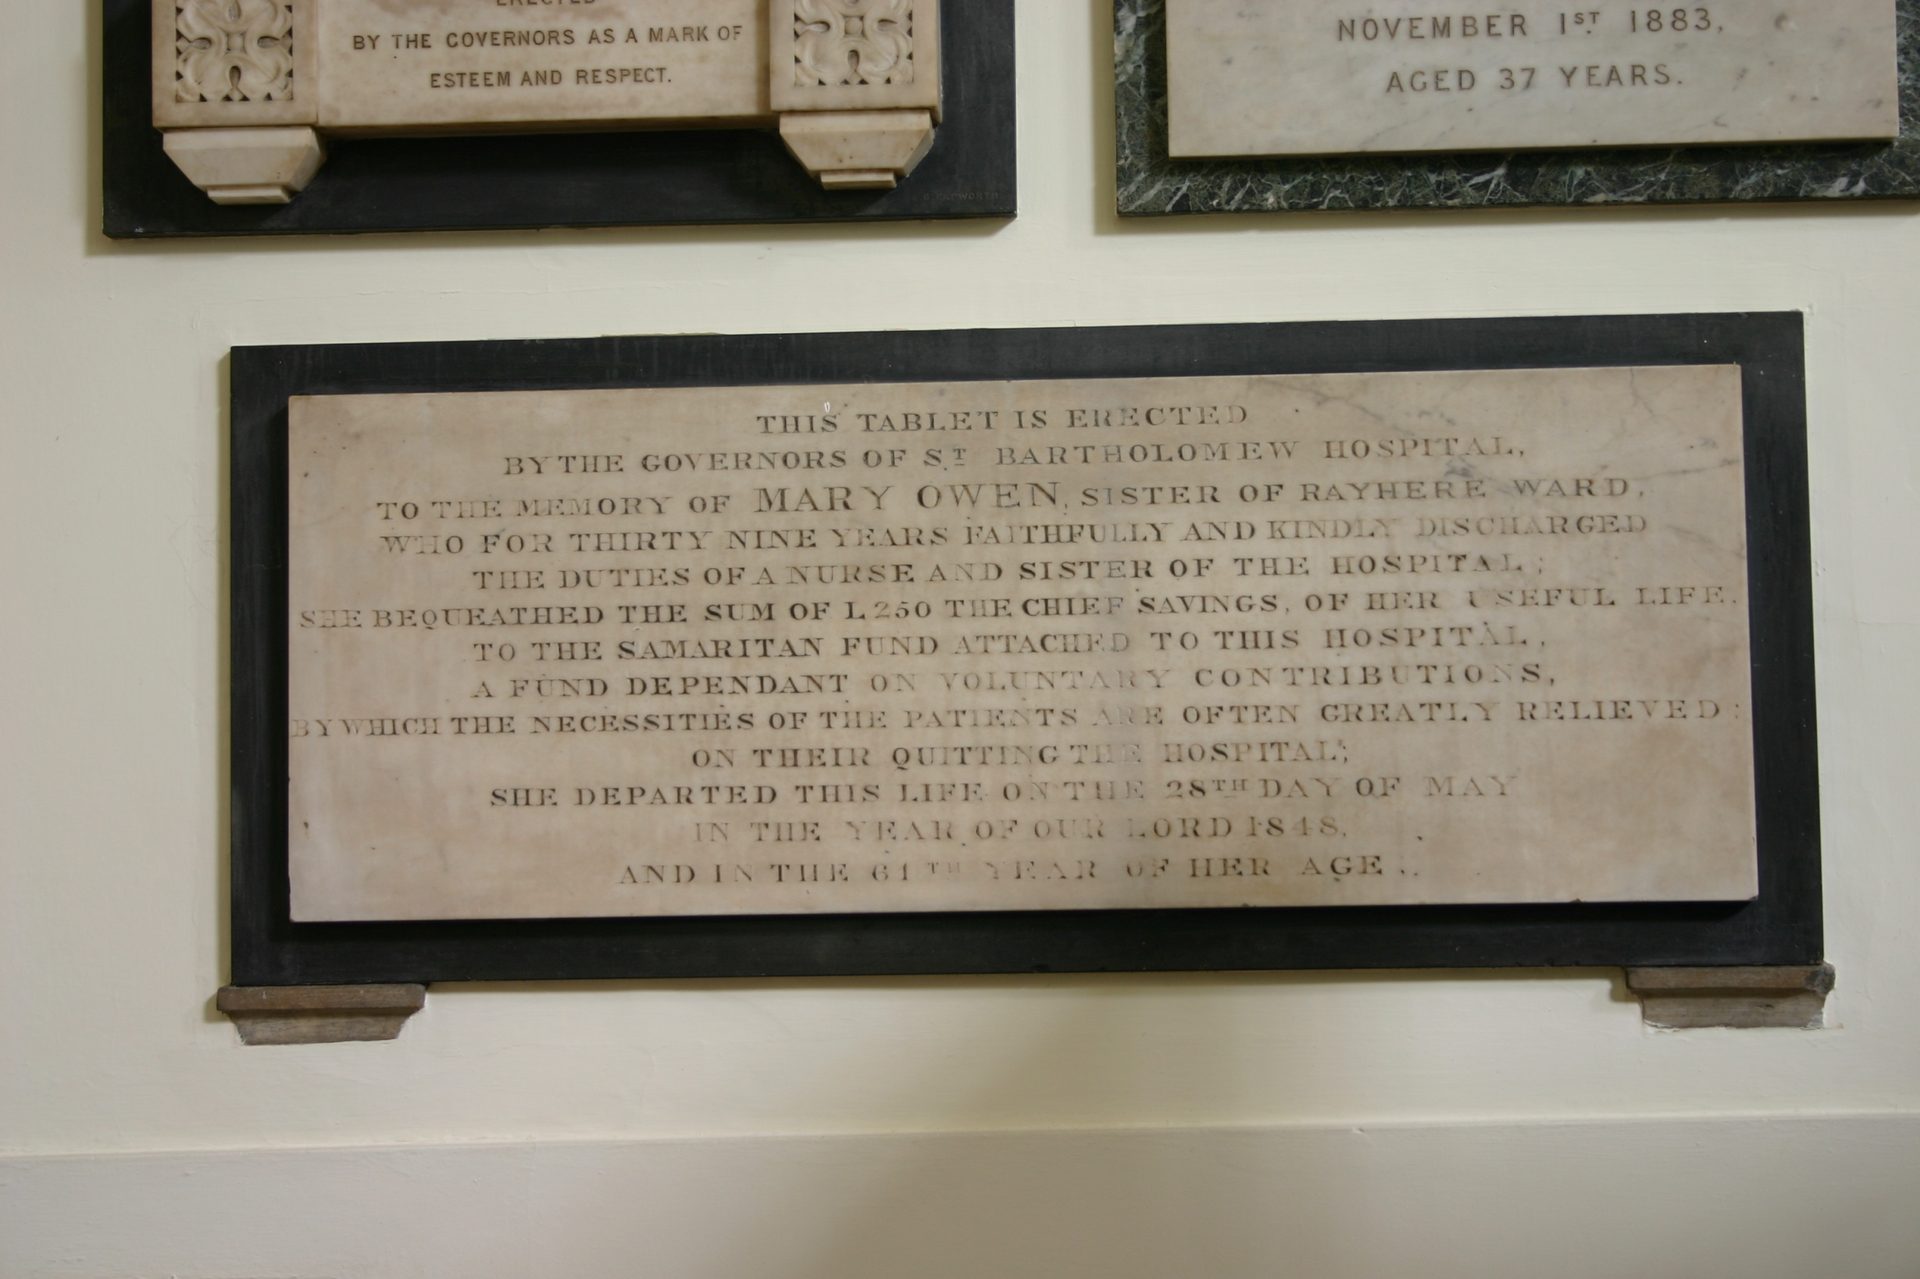 ERECTED
BY THE GOVERNORS AS A MARK OF
ESTEEM AND RESPECT.
NOVEMBER 1ST 1883,
AGED 37 YEARS.
THIS TABLET IS ERECTED
BY THE GOVERNORS OF ST BARTHOLOMEW HOSPITAL,
TO THE MEMORY OF MARY OWEN, SISTER OF RAYHERE WARD,
WHO FOR THIRTY NINE YEARS FAITHFULLY AND KINDLY DISCHARGED
THE DUTIES OF A NURSE AND SISTER OF THE HOSPITAL;
SHE BEQUEATHED THE SUM OF L250 THE CHIEF SAVINGS, OF HER USEFUL LIFE,
TO THE SAMARITAN FUND ATTACHED TO THIS HOSPITAL,
A FUND DEPENDANT ON VOLUNTARY CONTRIBUTIONS,
BY WHICH THE NECESSITIES OF THE PATIENTS ARE OFTEN GREATLY RELIEVED:
ON THEIR QUITTING THE HOSPITAL;
SHE DEPARTED THIS LIFE ON THE 28TH DAY OF MAY
IN THE YEAR OF OUR LORD 1848,
AND IN THE 61TH YEAR OF HER AGE..